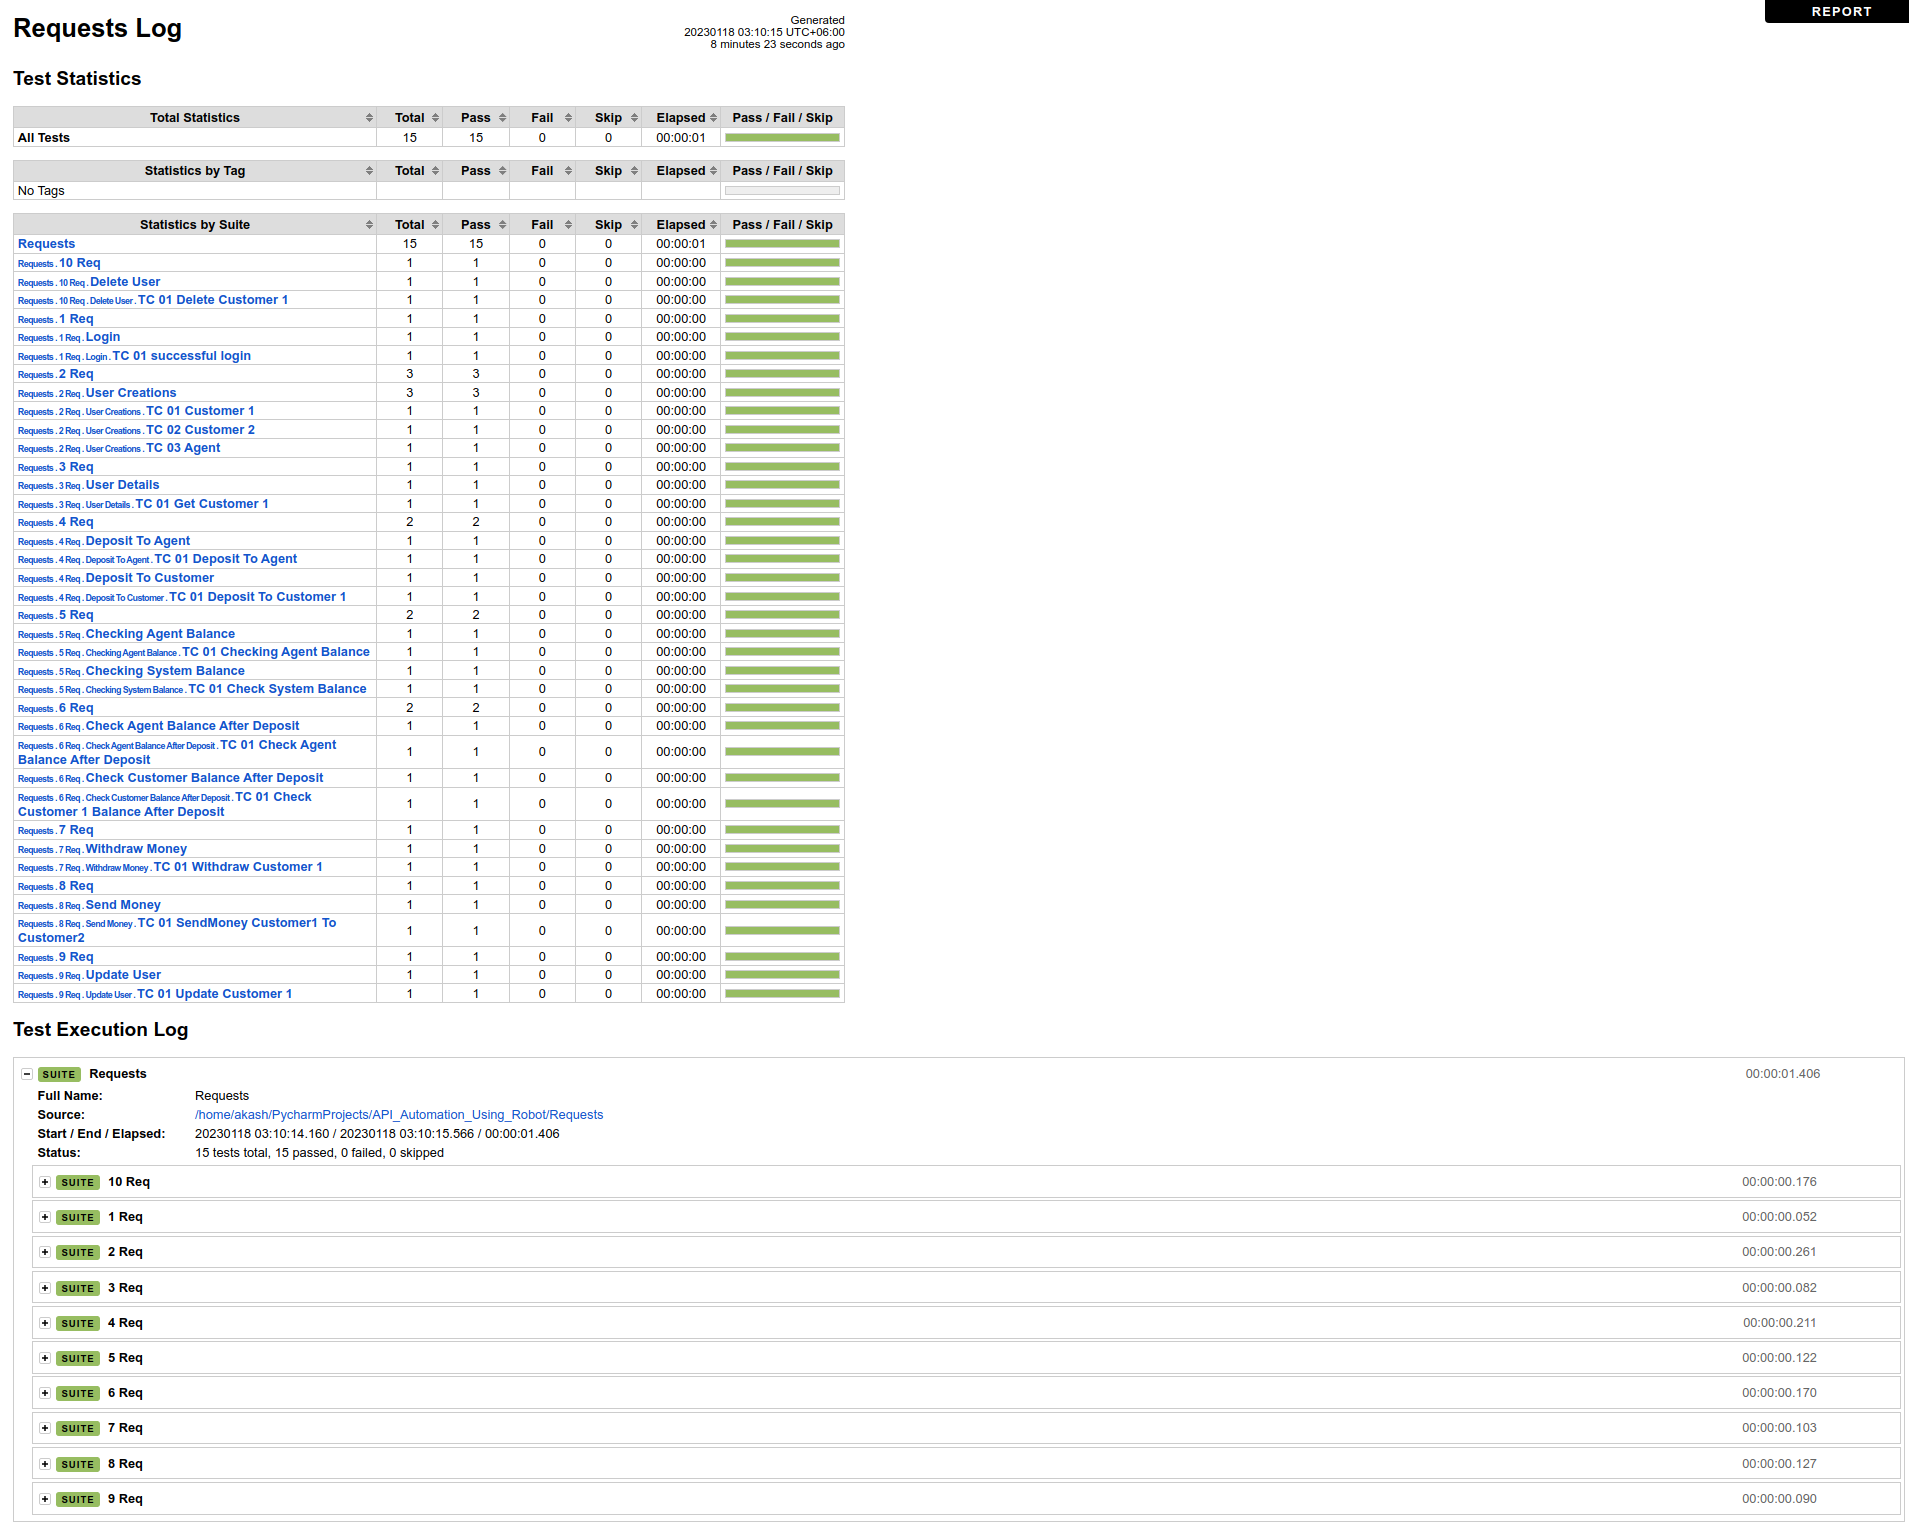 REPORT
Requests Log
Generated
20230118 03:10:15 UTC+06:00
8 minutes 23 seconds ago
Test Statistics
Total Statistics Total Pass Fail Skip Elapsed Pass / Fail / Skip
All Tests 15 15 0 0 00:00:01
Statistics by Tag Total Pass Fail Skip Elapsed Pass / Fail / Skip
No Tags
Statistics by Suite Total Pass Fail Skip Elapsed Pass / Fail / Skip
Requests 15 15 0 0 00:00:01
Requests . 10 Req 1 1 0 0 00:00:00
Requests . 10 Req . Delete User 1 1 0 0 00:00:00
Requests . 10 Req . Delete User . TC 01 Delete Customer 1 1 1 0 0 00:00:00
Requests . 1 Req 1 1 0 0 00:00:00
Requests . 1 Req . Login 1 1 0 0 00:00:00
Requests . 1 Req . Login . TC 01 successful login 1 1 0 0 00:00:00
Requests . 2 Req 3 3 0 0 00:00:00
Requests . 2 Req . User Creations 3 3 0 0 00:00:00
Requests . 2 Req . User Creations . TC 01 Customer 1 1 1 0 0 00:00:00
Requests . 2 Req . User Creations . TC 02 Customer 2 1 1 0 0 00:00:00
Requests . 2 Req . User Creations . TC 03 Agent 1 1 0 0 00:00:00
Requests . 3 Req 1 1 0 0 00:00:00
Requests . 3 Req . User Details 1 1 0 0 00:00:00
Requests . 3 Req . User Details . TC 01 Get Customer 1 1 1 0 0 00:00:00
Requests . 4 Req 2 2 0 0 00:00:00
Requests . 4 Req . Deposit To Agent 1 1 0 0 00:00:00
Requests . 4 Req . Deposit To Agent . TC 01 Deposit To Agent 1 1 0 0 00:00:00
Requests . 4 Req . Deposit To Customer 1 1 0 0 00:00:00
Requests . 4 Req . Deposit To Customer . TC 01 Deposit To Customer 1 1 1 0 0 00:00:00
Requests . 5 Req 2 2 0 0 00:00:00
Requests . 5 Req . Checking Agent Balance 1 1 0 0 00:00:00
Requests . 5 Req . Checking Agent Balance . TC 01 Checking Agent Balance 1 1 0 0 00:00:00
Requests . 5 Req . Checking System Balance 1 1 0 0 00:00:00
Requests . 5 Req . Checking System Balance . TC 01 Check System Balance 1 1 0 0 00:00:00
Requests . 6 Req 2 2 0 0 00:00:00
Requests . 6 Req . Check Agent Balance After Deposit 1 1 0 0 00:00:00
Requests . 6 Req . Check Agent Balance After Deposit . TC 01 Check Agent
Balance After Deposit 1 1 0 0 00:00:00
Requests . 6 Req . Check Customer Balance After Deposit 1 1 0 0 00:00:00
Requests . 6 Req . Check Customer Balance After Deposit . TC 01 Check
Customer 1 Balance After Deposit 1 1 0 0 00:00:00
Requests . 7 Req 1 1 0 0 00:00:00
Requests . 7 Req . Withdraw Money 1 1 0 0 00:00:00
Requests . 7 Req . Withdraw Money . TC 01 Withdraw Customer 1 1 1 0 0 00:00:00
Requests . 8 Req 1 1 0 0 00:00:00
Requests . 8 Req . Send Money 1 1 0 0 00:00:00
Requests . 8 Req . Send Money . TC 01 SendMoney Customer1 To
Customer2 1 1 0 0 00:00:00
Requests . 9 Req 1 1 0 0 00:00:00
Requests . 9 Req . Update User 1 1 0 0 00:00:00
Requests . 9 Req . Update User . TC 01 Update Customer 1 1 1 0 0 00:00:00
Test Execution Log
SUITE Requests 00:00:01.406
Full Name: Requests
Source: /home/akash/PycharmProjects/API_Automation_Using_Robot/Requests
Start / End / Elapsed: 20230118 03:10:14.160 / 20230118 03:10:15.566 / 00:00:01.406
Status: 15 tests total, 15 passed, 0 failed, 0 skipped
SUITE 10 Req 00:00:00.176
SUITE 1 Req 00:00:00.052
SUITE 2 Req 00:00:00.261
SUITE 3 Req 00:00:00.082
SUITE 4 Req 00:00:00.211
SUITE 5 Req 00:00:00.122
SUITE 6 Req 00:00:00.170
SUITE 7 Req 00:00:00.103
SUITE 8 Req 00:00:00.127
SUITE 9 Req 00:00:00.090